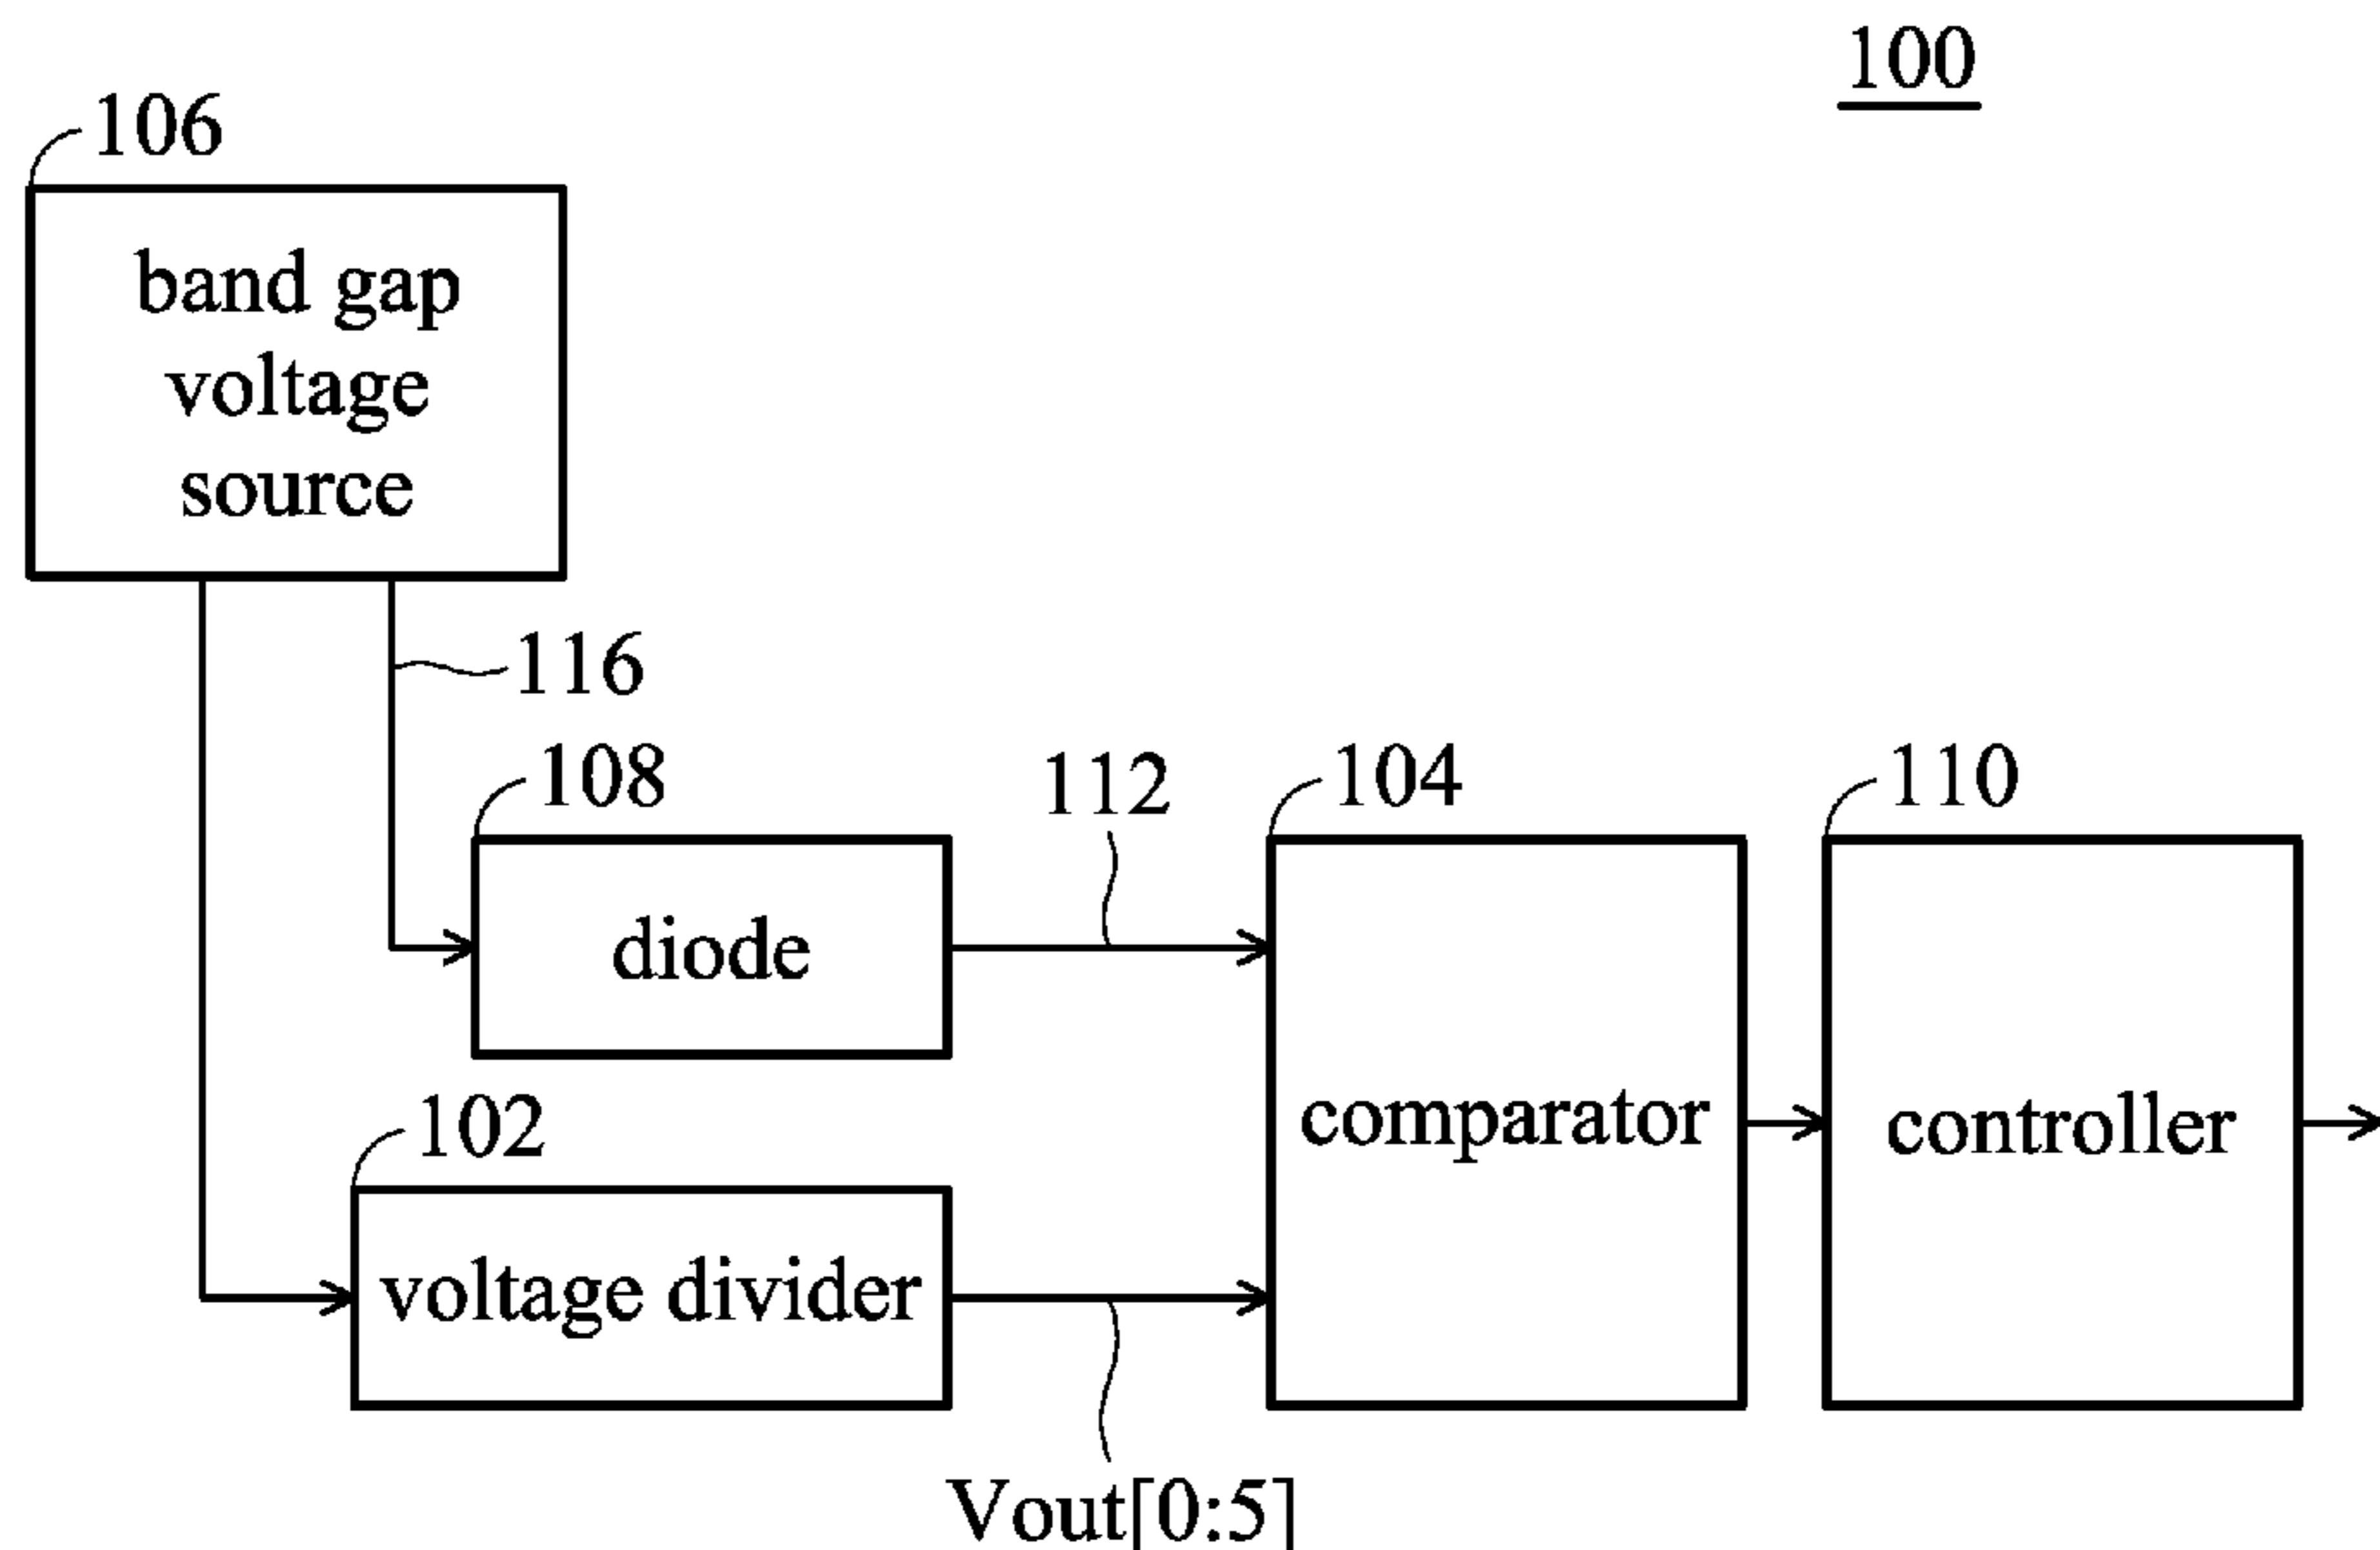 100
106
band gap
voltage
source
116
108
112
104
110
diode
102
comparator
controller
voltage divider
Vout[0:5]